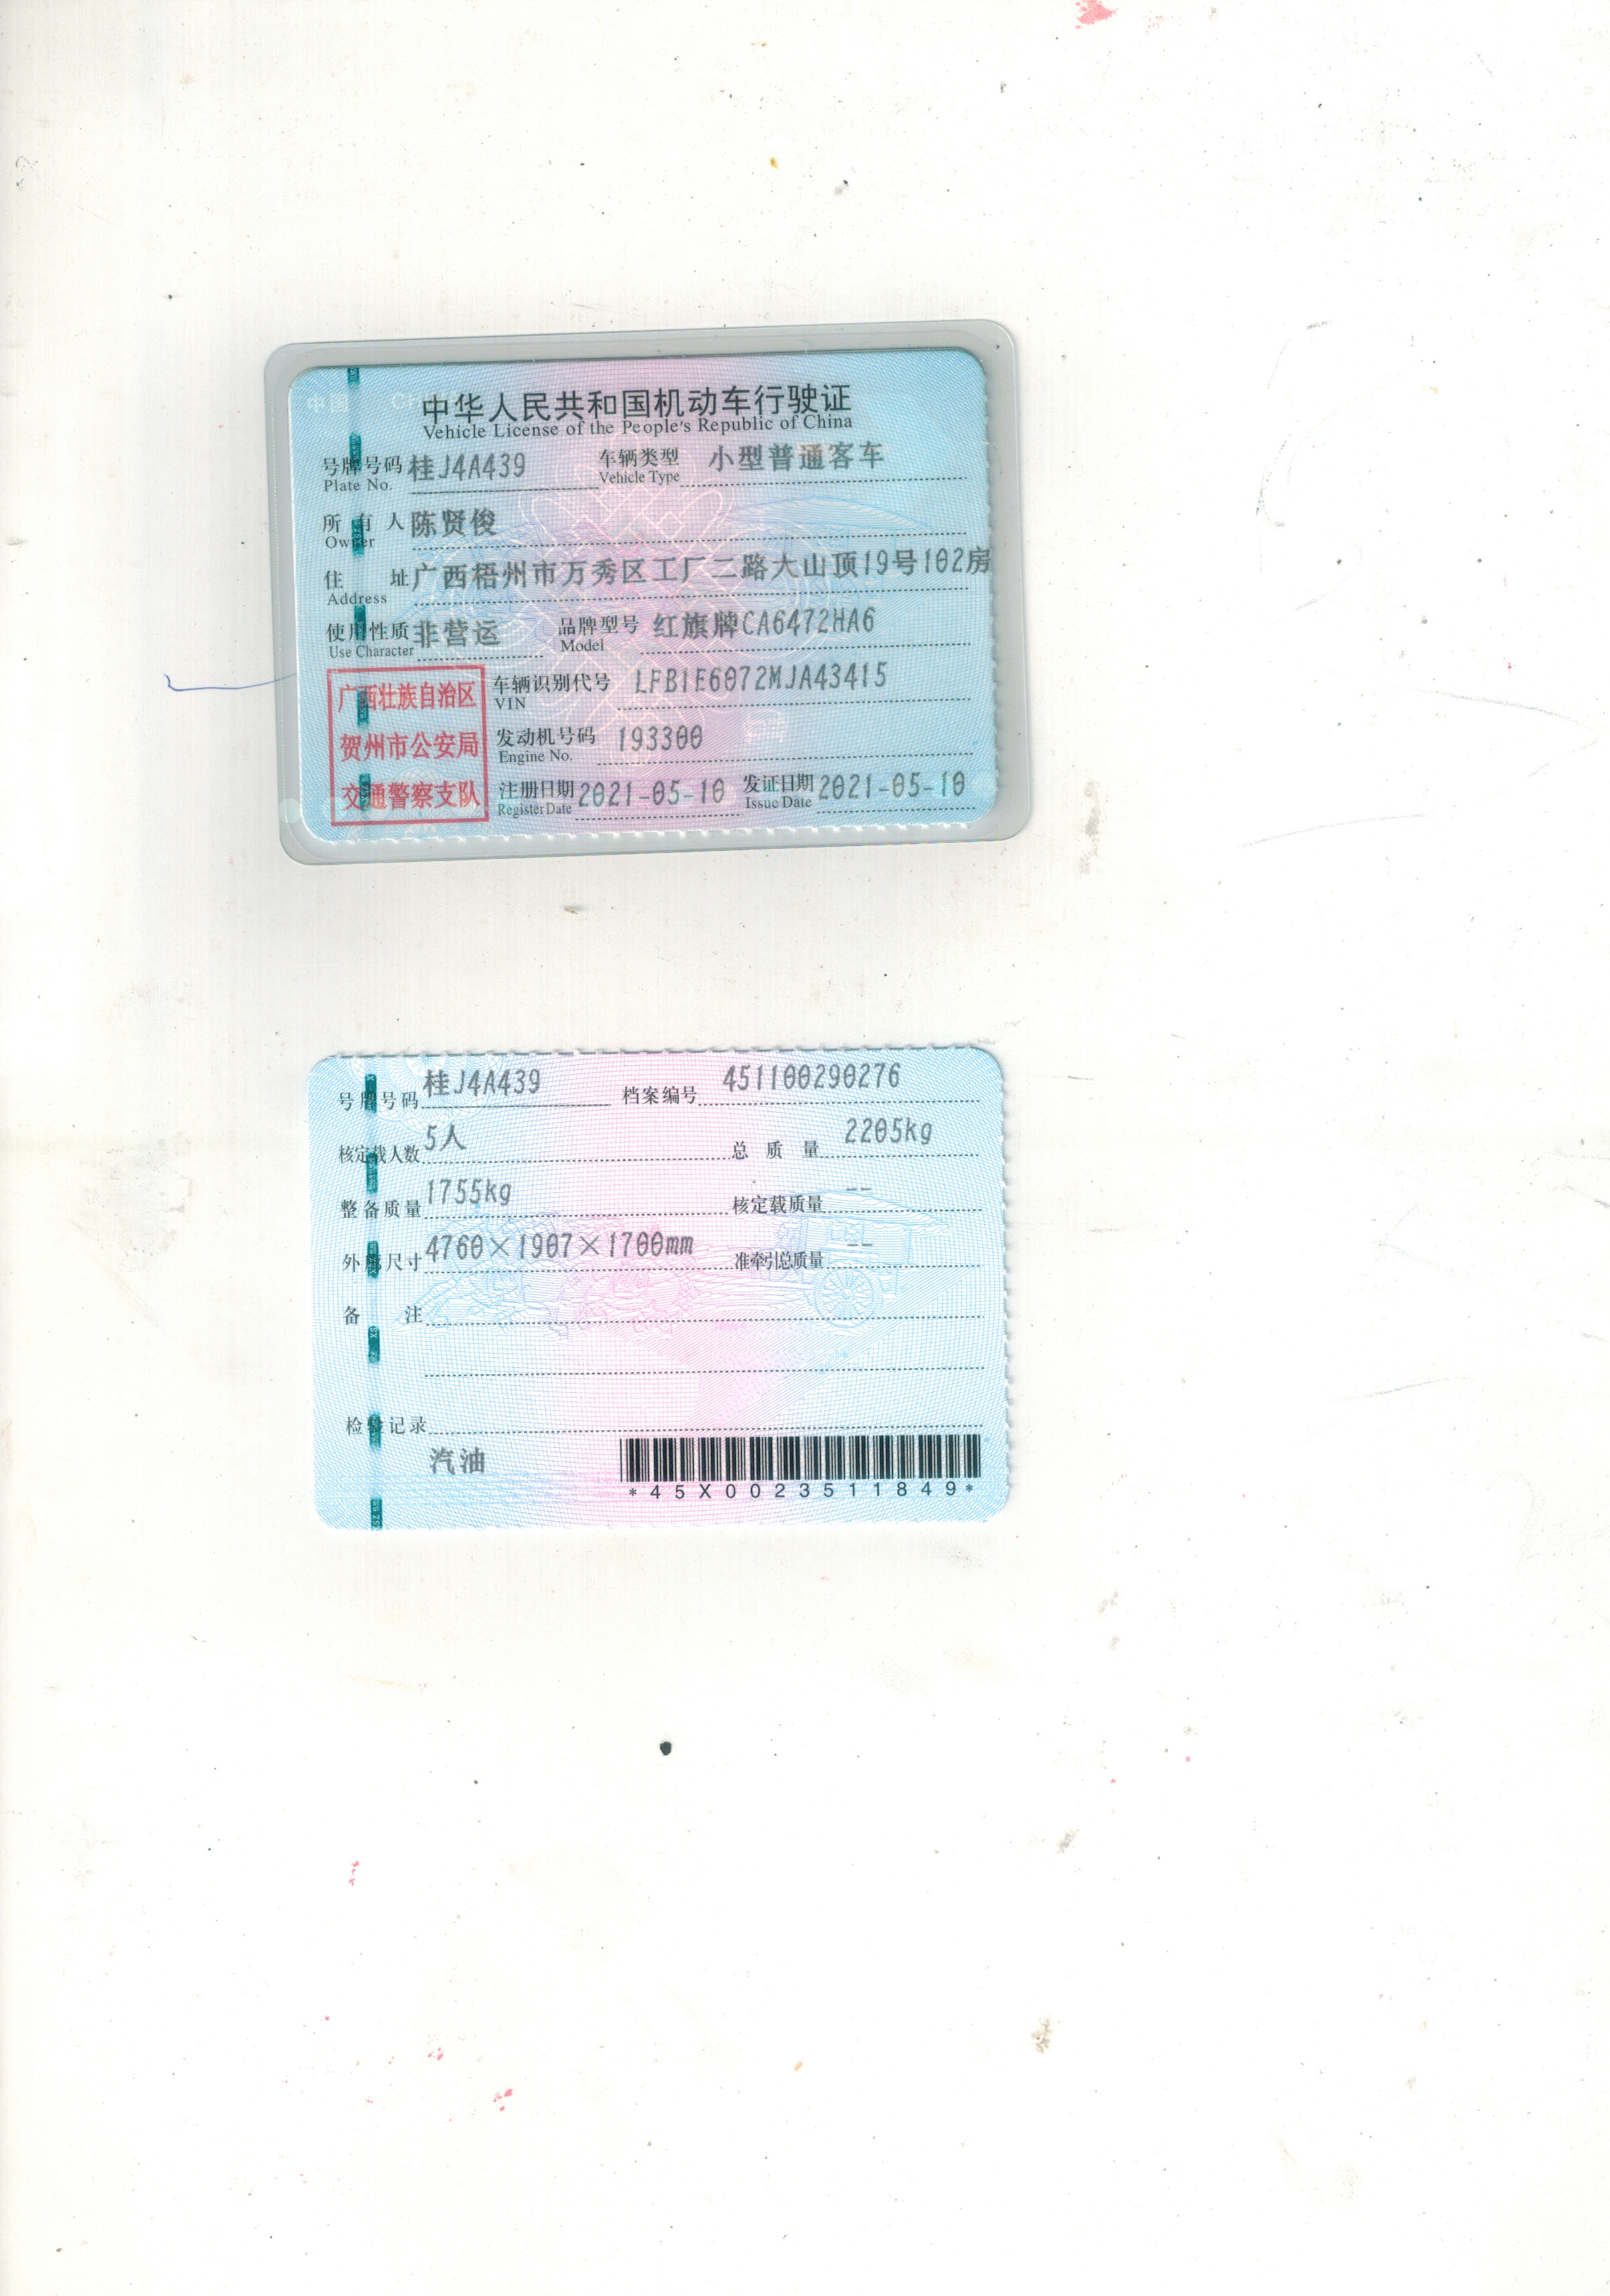 中国 CHINA
中华人民共和国机动车行驶证
Vehicle License of the People's Republic of China
号牌号码 桂J4A439 车辆类型 小型普通客车
Plate No. Vehicle Type
所有人 陈贤俊
Owner
住址 广西梧州市万秀区工厂二路大山顶19号102房
Address
使用性质 非营运 品牌型号 红旗牌CA6472HA6
Use Character Model
广西壮族自治区
贺州市公安局
交通警察支队
车辆识别代号 LFB1E6072MJA43415
VIN
发动机号码 193300
Engine No.
注册日期 2021-05-10 发证日期 2021-05-10
Register Date Issue Date
号牌号码 桂J4A439 档案编号 451100290276
核定载人数 5人 总质量 2205kg
整备质量 1755kg 核定载质量 --
外廓尺寸 4760×1907×1700mm 准牵引总质量 --
备注
检验记录
汽油
*45X0023511849*